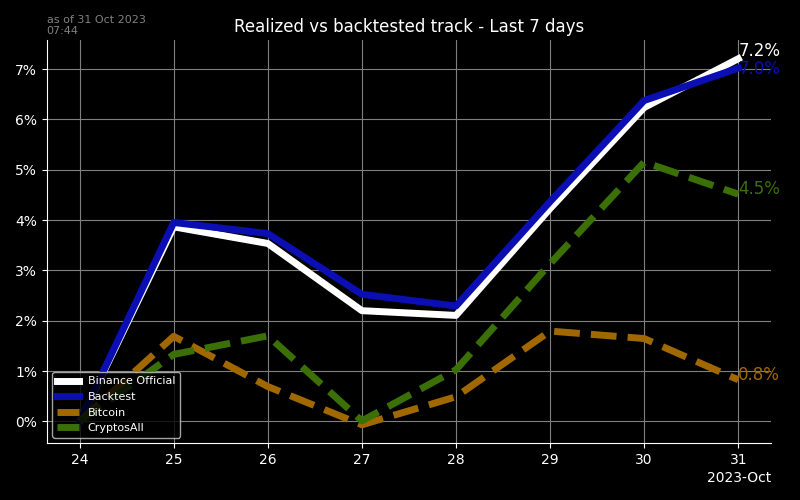 as of 31 Oct 2023
07:44
Realized vs backtested track - Last 7 days
7.2%
7.0%
4.5%
0.8%
7%
6%
5%
4%
3%
2%
1%
0%
Binance Official
Backtest
Bitcoin
CryptosAll
24 25 26 27 28 29 30 31
2023-Oct